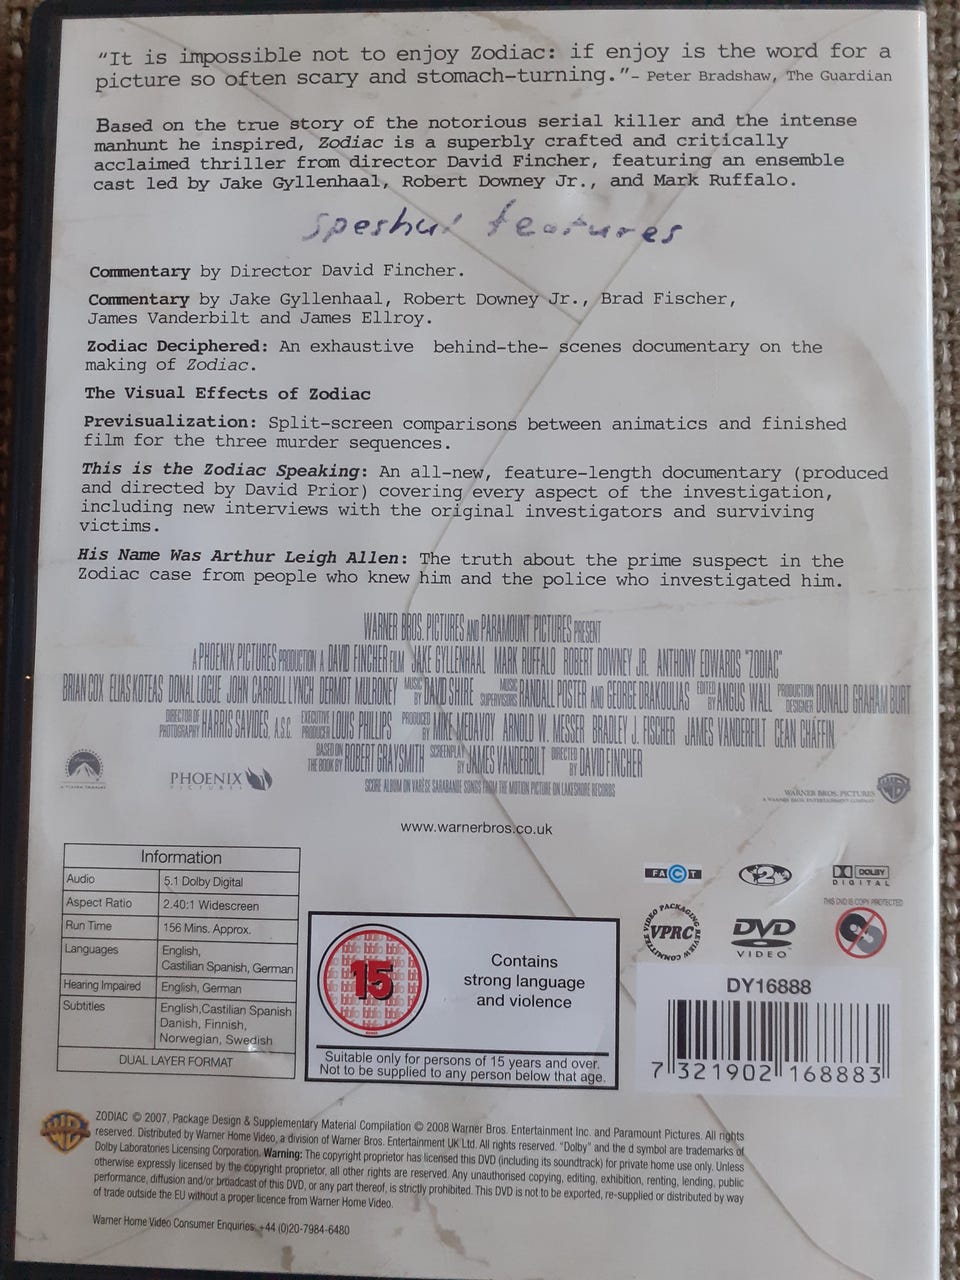 "It is impossible not to enjoy Zodiac: if enjoy is the word for a
picture so often scary and stomach-turning."- Peter Bradshaw, The Guardian
Based on the true story of the notorious serial killer and the intense
manhunt he inspired, Zodiac is a superbly crafted and critically
acclaimed thriller from director David Fincher, featuring an ensemble
cast led by Jake Gyllenhaal, Robert Downey Jr., and Mark Ruffalo.
speshul features
Commentary by Director David Fincher.
Commentary by Jake Gyllenhaal, Robert Downey Jr., Brad Fischer,
James Vanderbilt and James Ellroy.
Zodiac Deciphered: An exhaustive behind-the- scenes documentary on the
making of Zodiac.
The Visual Effects of Zodiac
Previsualization: Split-screen comparisons between animatics and finished
film for the three murder sequences.
This is the Zodiac Speaking: An all-new, feature-length documentary (produced
and directed by David Prior) covering every aspect of the investigation,
including new interviews with the original investigators and surviving
victims.
His Name Was Arthur Leigh Allen: The truth about the prime suspect in the
Zodiac case from people who knew him and the police who investigated him.
WARNER BROS. PICTURES AND PARAMOUNT PICTURES PRESENT
A PHOENIX PICTURES PRODUCTION A DAVID FINCHER FILM JAKE GYLLENHAAL MARK RUFFALO ROBERT DOWNEY JR. ANTHONY EDWARDS "ZODIAC"
BRIAN COX ELIAS KOTEAS DONAL LOGUE JOHN CARROLL LYNCH DERMOT MULRONEY MUSIC BY DAVID SHIRE MUSIC SUPERVISORS RANDALL POSTER AND GEORGE DRAKOULIAS EDITED BY ANGUS WALL PRODUCTION DESIGNER DONALD GRAHAM BURT
DIRECTOR OF PHOTOGRAPHY HARRIS SAVIDES, A.S.C. EXECUTIVE PRODUCER LOUIS PHILLIPS PRODUCED BY MIKE MEDAVOY ARNOLD W. MESSER BRADLEY J. FISCHER JAMES VANDERBILT CEAN CHAFFIN
BASED ON THE BOOK BY ROBERT GRAYSMITH SCREENPLAY BY JAMES VANDERBILT DIRECTED BY DAVID FINCHER
SCORE ALBUM ON VARÈSE SARABANDE SONGS FROM THE MOTION PICTURE ON LAKESHORE RECORDS
PHOENIX
PICTURES
WARNER BROS. PICTURES
www.warnerbros.co.uk
Information
Audio 5.1 Dolby Digital
Aspect Ratio 2.40:1 Widescreen
Run Time 156 Mins. Approx.
Languages English,
Castilian Spanish, German
Hearing Impaired English, German
Subtitles English,Castilian Spanish
Danish, Finnish,
Norwegian, Swedish
DUAL LAYER FORMAT
15
Contains
strong language
and violence
Suitable only for persons of 15 years and over.
Not to be supplied to any person below that age.
FACT
2
DOLBY
DIGITAL
VIDEO PACKAGING REVIEW COMMITTEE
VPRC
DVD
VIDEO
THIS DVD IS COPY PROTECTED
DY16888
7 321902 168883
ZODIAC © 2007, Package Design & Supplementary Material Compilation © 2008 Warner Bros. Entertainment Inc. and Paramount Pictures. All rights
reserved. Distributed by Warner Home Video, a division of Warner Bros. Entertainment UK Ltd. All rights reserved. "Dolby" and the d symbol are trademarks of
Dolby Laboratories Licensing Corporation. Warning: The copyright proprietor has licensed this DVD (including its soundtrack) for private home use only. Unless
otherwise expressly licensed by the copyright proprietor, all other rights are reserved. Any unauthorised copying, editing, exhibition, renting, lending, public
performance, diffusion and/or broadcast of this DVD, or any part thereof, is strictly prohibited. This DVD is not to be exported, re-supplied or distributed by way
of trade outside the EU without a proper licence from Warner Home Video.
Warner Home Video Consumer Enquiries: +44 (0)20-7984-6480